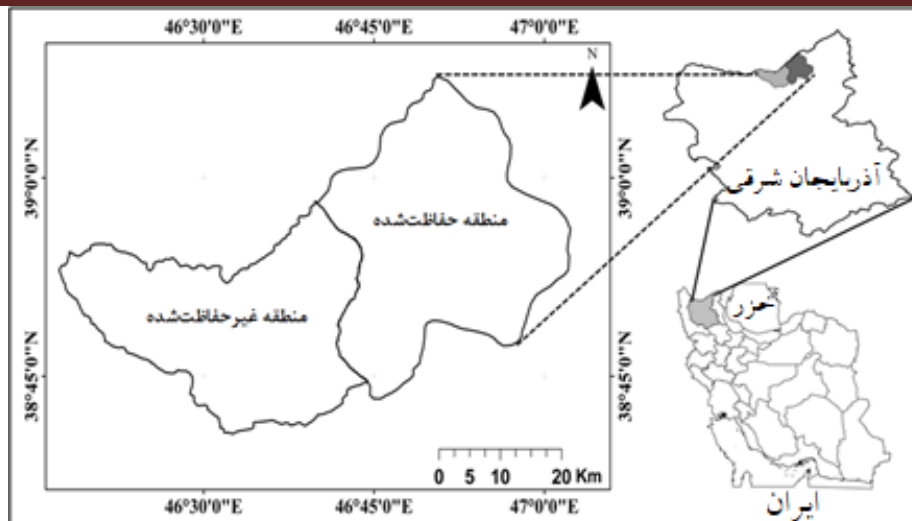 46°30'0"E 46°45'0"E 47°0'0"E
N
39°0'0"N 39°0'0"N
آذربایجان شرقی
منطقه حفاظت‌شده
منطقه غیرحفاظت‌شده
خزر
38°45'0"N 38°45'0"N
0 5 10 20 Km
46°30'0"E 46°45'0"E 47°0'0"E
ایران